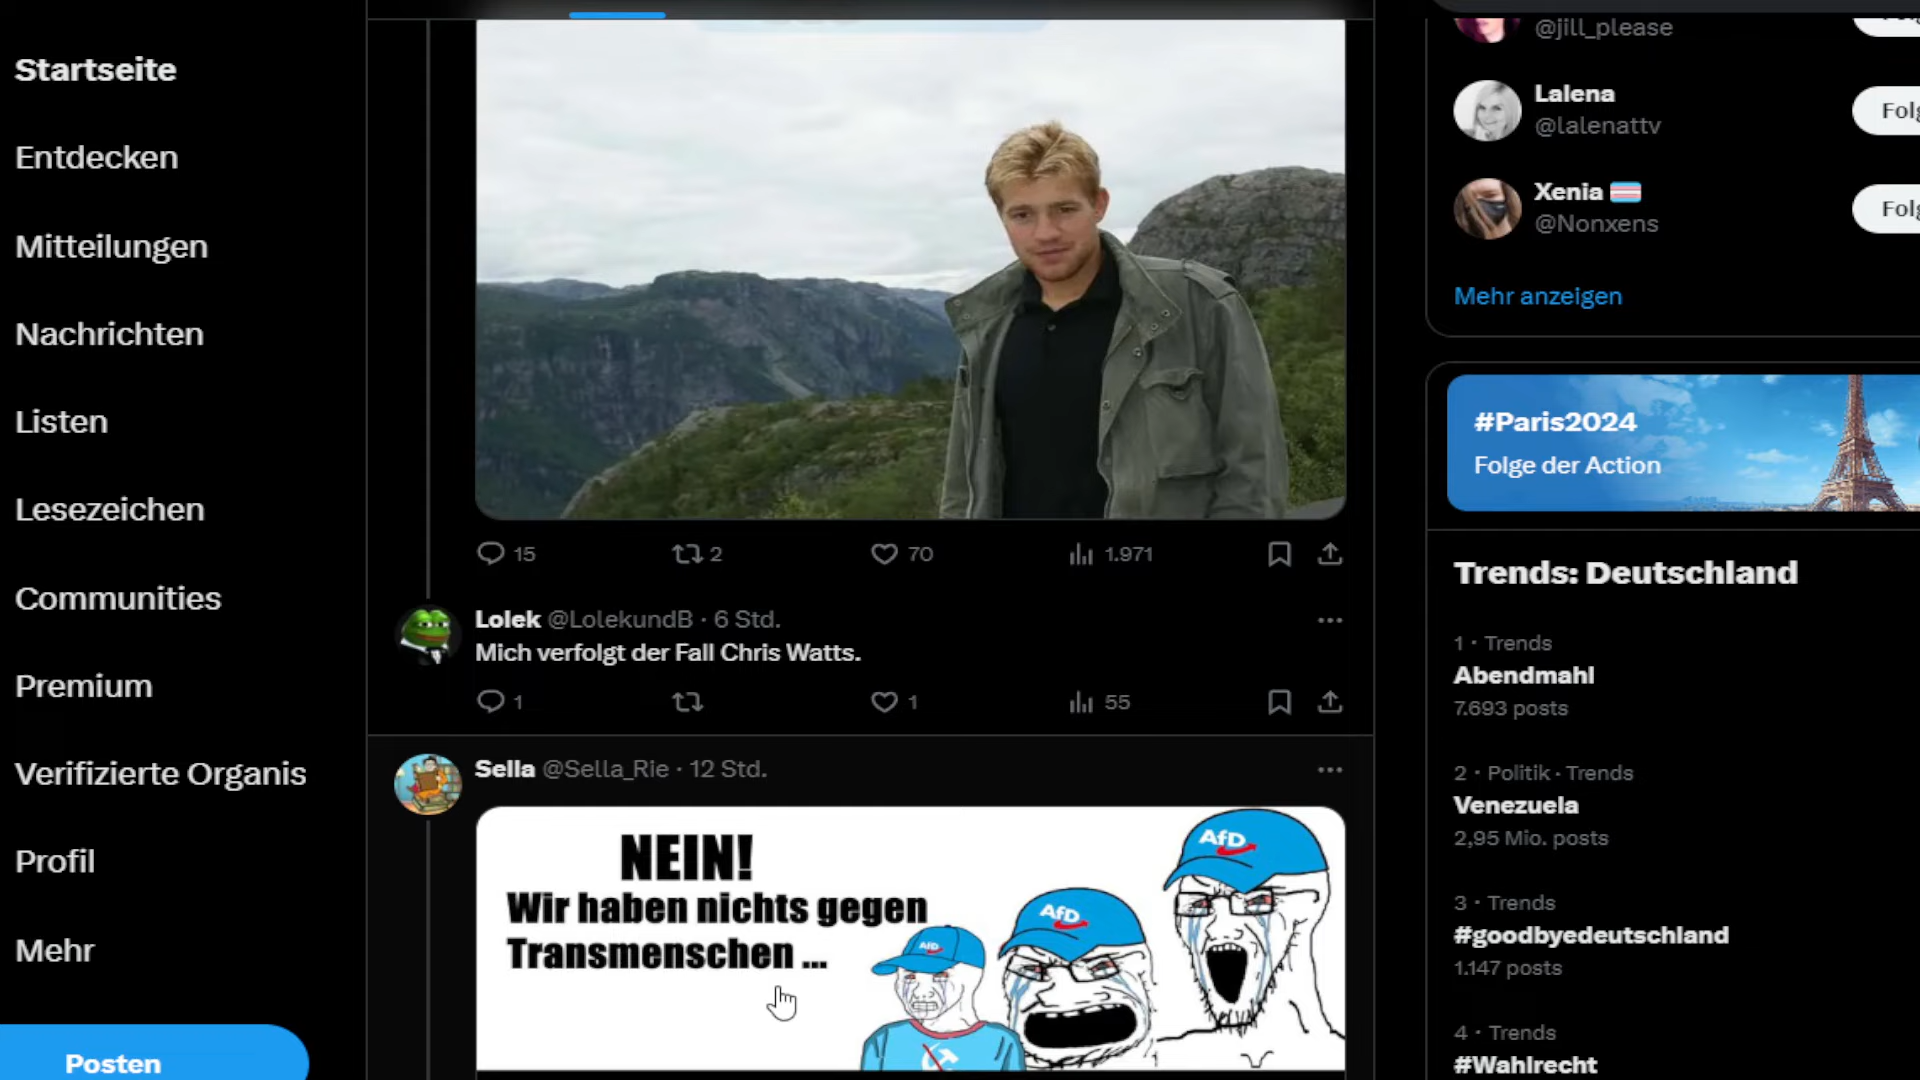 Startseite
Entdecken
Mitteilungen
Nachrichten
Listen
Lesezeichen
Communities
Premium
Verifizierte Organis
Profil
Mehr
Posten
15
2
70
1.971
Lolek @LolekundB · 6 Std.
Mich verfolgt der Fall Chris Watts.
1
1
55
Sella @Sella_Rie · 12 Std.
NEIN!
Wir haben nichts gegen
Transmenschen ...
AfD
AfD
AfD
@jill_please
Lalena
@lalenattv
Folg
Xenia
@Nonxens
Folg
Mehr anzeigen
#Paris2024
Folge der Action
Trends: Deutschland
1 · Trends
Abendmahl
7.693 posts
2 · Politik · Trends
Venezuela
2,95 Mio. posts
3 · Trends
#goodbyedeutschland
1.147 posts
4 · Trends
#Wahlrecht